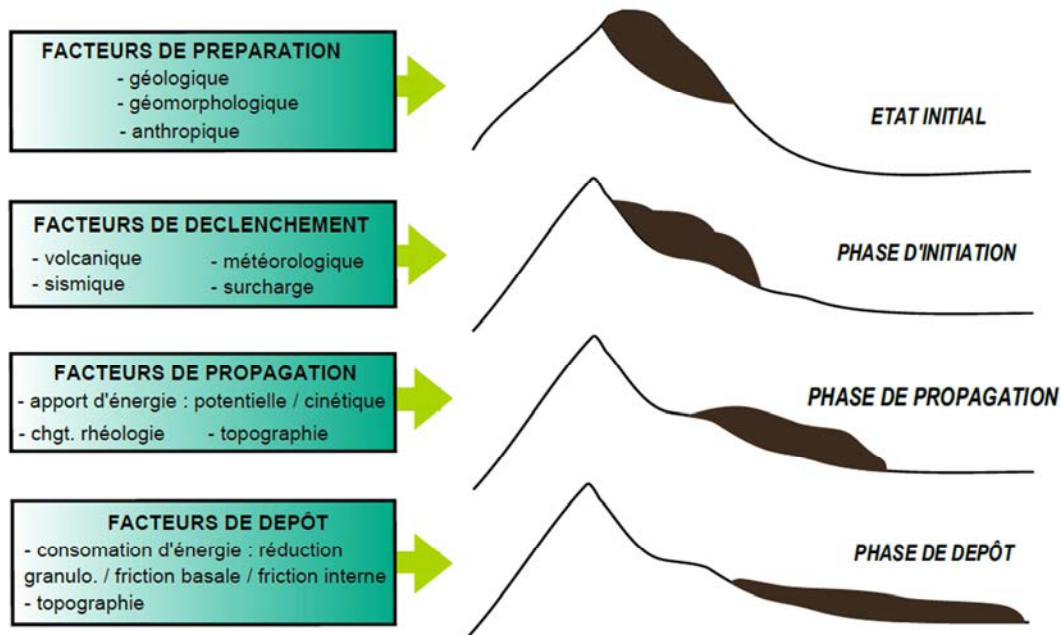 FACTEURS DE PREPARATION
- géologique
- géomorphologique
- anthropique
ETAT INITIAL
FACTEURS DE DECLENCHEMENT
- volcanique - météorologique
- sismique - surcharge
PHASE D'INITIATION
FACTEURS DE PROPAGATION
- apport d'énergie : potentielle / cinétique
- chgt. rhéologie - topographie
PHASE DE PROPAGATION
FACTEURS DE DEPÔT
- consomation d'énergie : réduction
granulo. / friction basale / friction interne
- topographie
PHASE DE DEPÔT